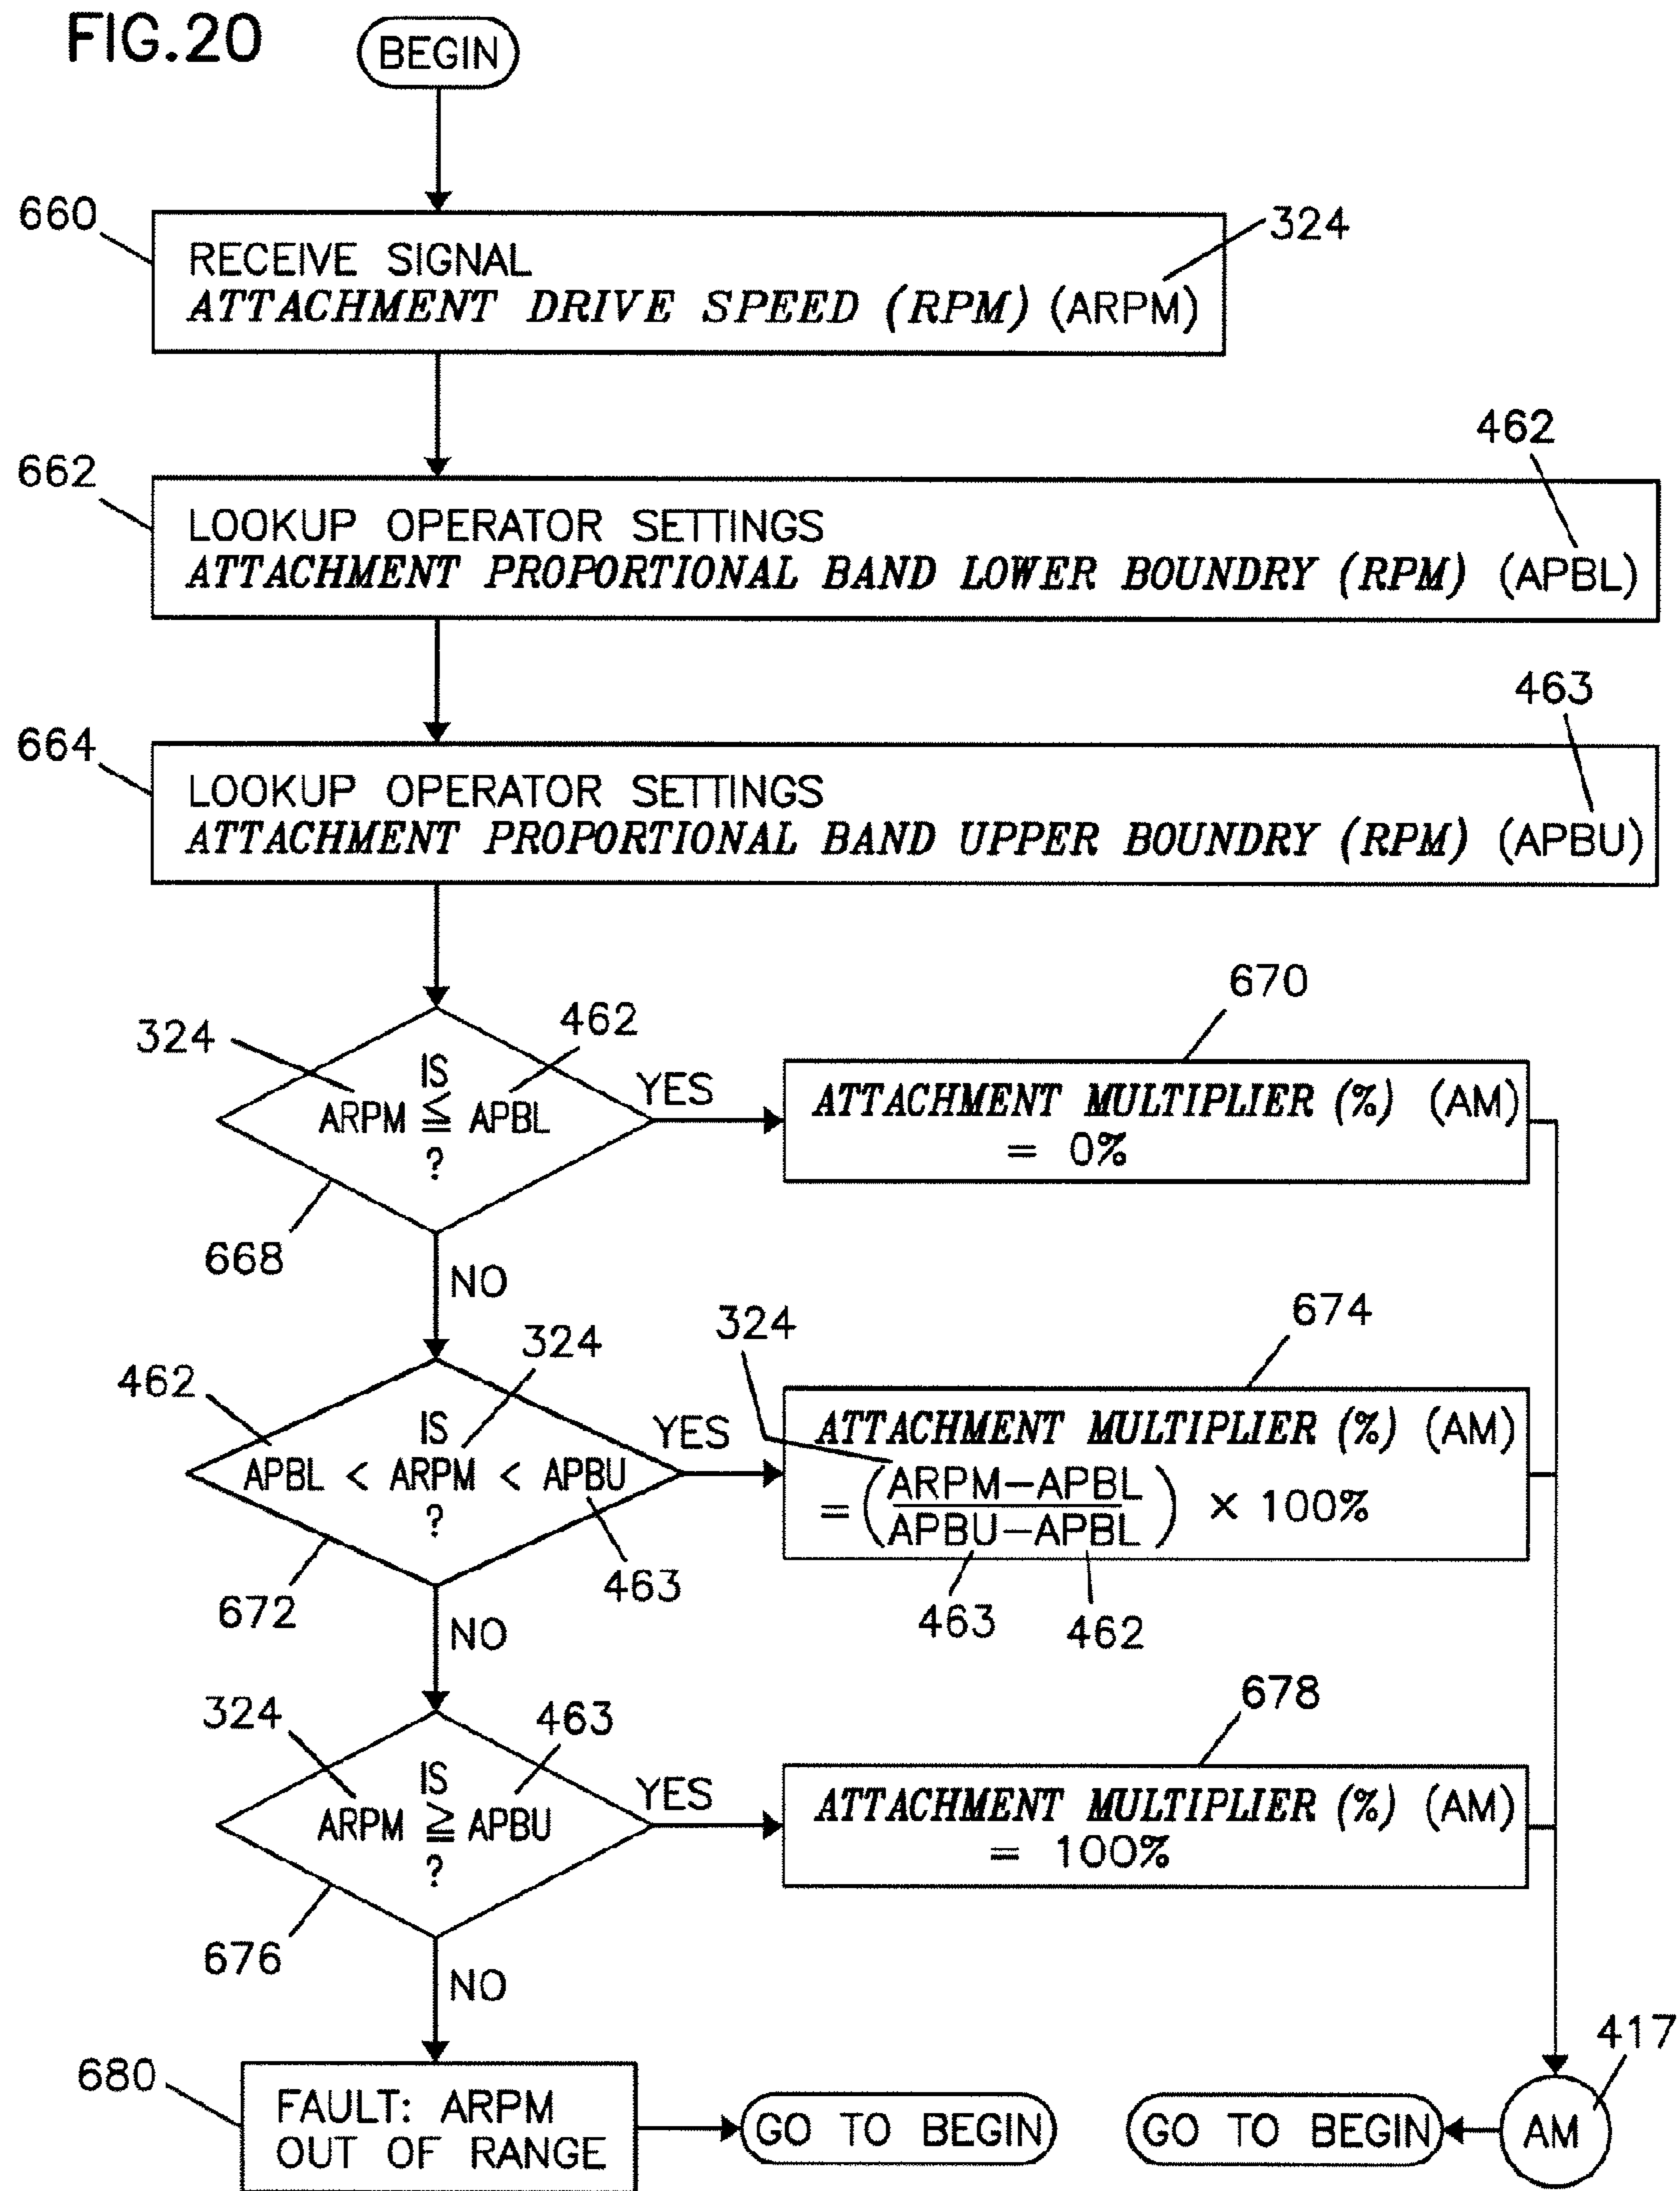 FIG.20
BEGIN
660
324
RECEIVE SIGNAL
ATTACHMENT DRIVE SPEED (RPM) (ARPM)
462
662
LOOKUP OPERATOR SETTINGS
ATTACHMENT PROPORTIONAL BAND LOWER BOUNDRY (RPM) (APBL)
463
664
LOOKUP OPERATOR SETTINGS
ATTACHMENT PROPORTIONAL BAND UPPER BOUNDRY (RPM) (APBU)
670
324
462
IS
ARPM ≦ APBL
?
YES
ATTACHMENT MULTIPLIER (%) (AM)
= 0%
668
NO
674
324
324
462
IS
APBL < ARPM < APBU
?
YES
ATTACHMENT MULTIPLIER (%) (AM)
= (ARPM–APBL
APBU–APBL) × 100%
463
463
462
672
NO
678
324
463
IS
ARPM ≧ APBU
?
YES
ATTACHMENT MULTIPLIER (%) (AM)
= 100%
676
NO
417
680
FAULT: ARPM
OUT OF RANGE
GO TO BEGIN
GO TO BEGIN
AM